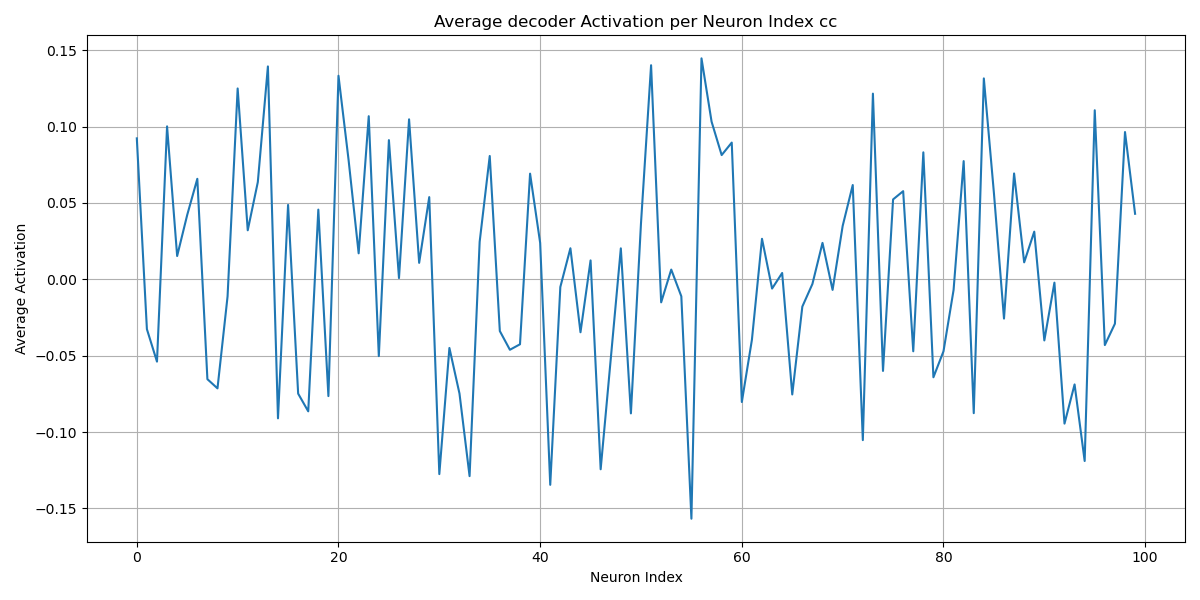 Average decoder Activation per Neuron Index cc
0.15
0.10
0.05
0.00
−0.05
−0.10
−0.15
Average Activation
0 20 40 60 80 100
Neuron Index